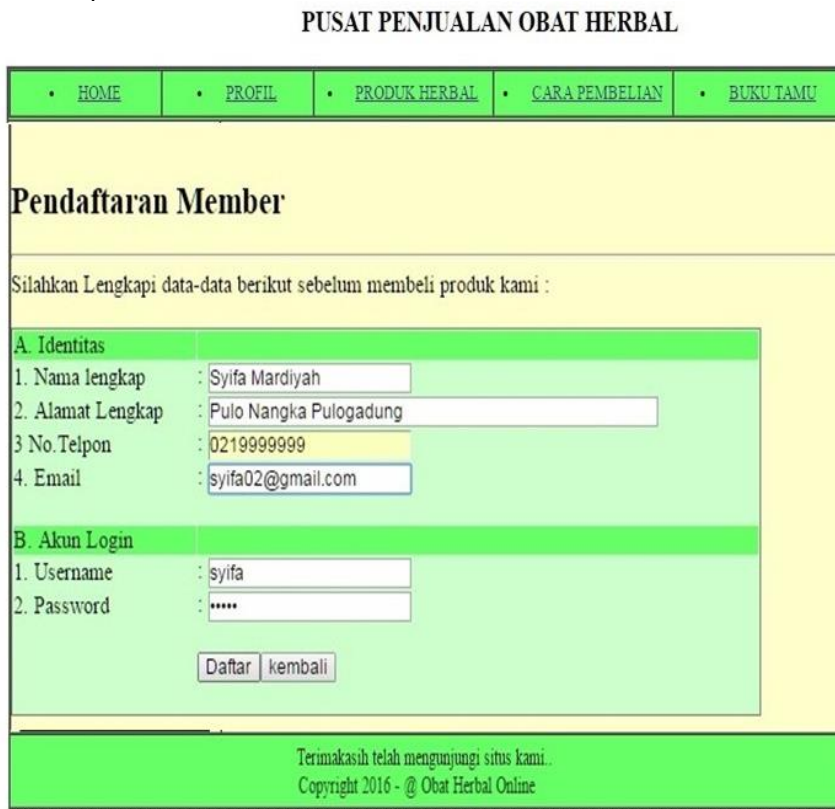 PUSAT PENJUALAN OBAT HERBAL
• HOME • PROFIL • PRODUK HERBAL • CARA PEMBELIAN • BUKU TAMU
Pendaftaran Member
Silahkan Lengkapi data-data berikut sebelum membeli produk kami :
A. Identitas
1. Nama lengkap : Syifa Mardiyah
2. Alamat Lengkap : Pulo Nangka Pulogadung
3 No.Telpon : 0219999999
4. Email : syifa02@gmail.com
B. Akun Login
1. Username : syifa
2. Password : •••••
Daftar kembali
Terimakasih telah mengunjungi situs kami..
Copyright 2016 - @ Obat Herbal Online